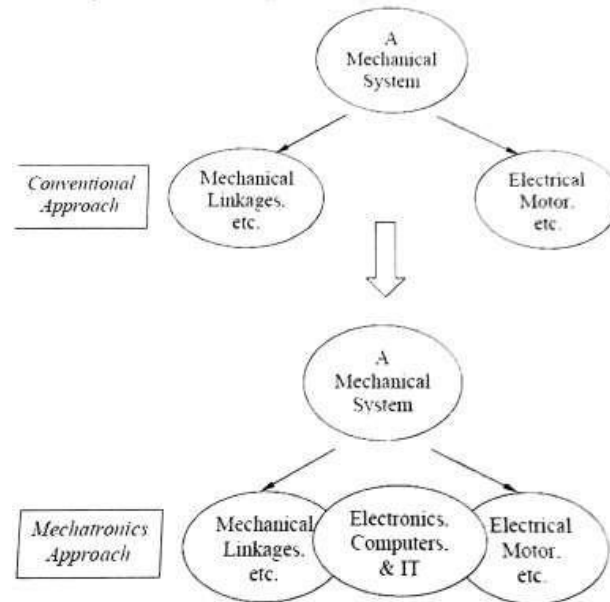 A
Mechanical
System
Conventional
Approach
Mechanical
Linkages.
etc.
Electrical
Motor.
etc.
A
Mechanical
System
Mechatronics
Approach
Mechanical
Linkages.
etc.
Electronics.
Computers.
& IT
Electrical
Motor.
etc.